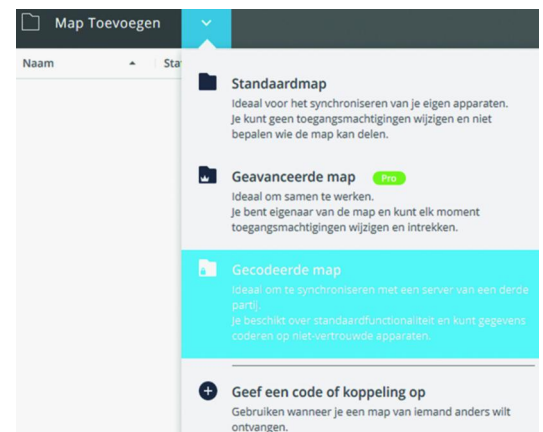 Map Toevoegen
Naam
Sta
Standaardmap
Ideaal voor het synchroniseren van je eigen apparaten.
Je kunt geen toegangsmachtigingen wijzigen en niet
bepalen wie de map kan delen.
Geavanceerde map Pro
Ideaal om samen te werken.
Je bent eigenaar van de map en kunt elk moment
toegangsmachtigingen wijzigen en intrekken.
Gecodeerde map
Ideaal om te synchroniseren met een server van een derde
partij.
Je beschikt over standaardfunctionaliteit en kunt gegevens
coderen op niet-vertrouwde apparaten.
Geef een code of koppeling op
Gebruiken wanneer je een map van iemand anders wilt
ontvangen.